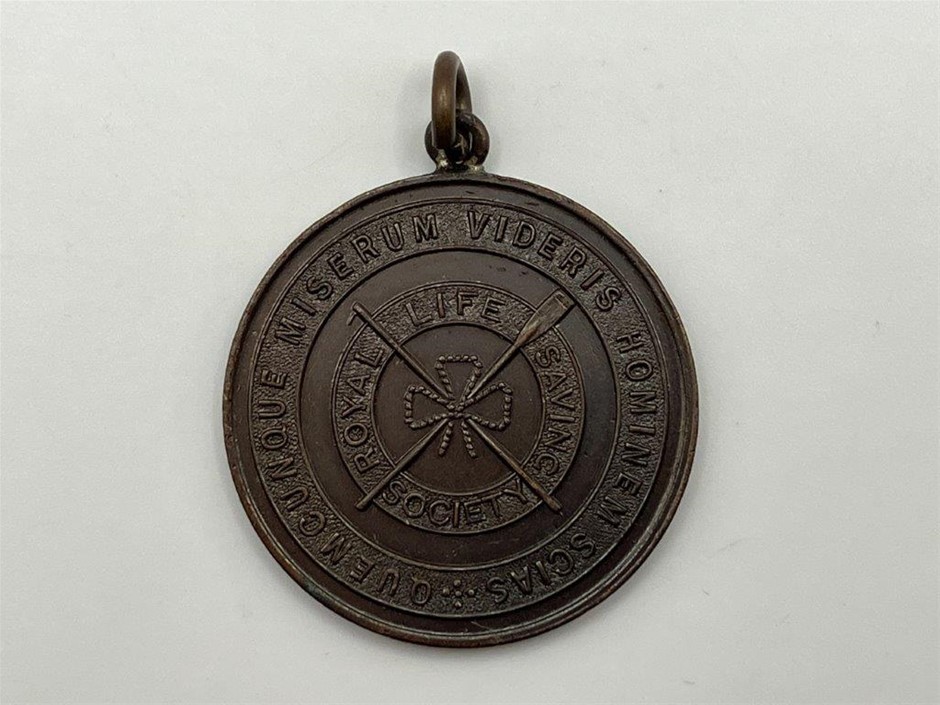 QUEMCUNQUE MISERUM VIDERIS HOMINEM SCIAS
ROYAL LIFE SAVING SOCIETY